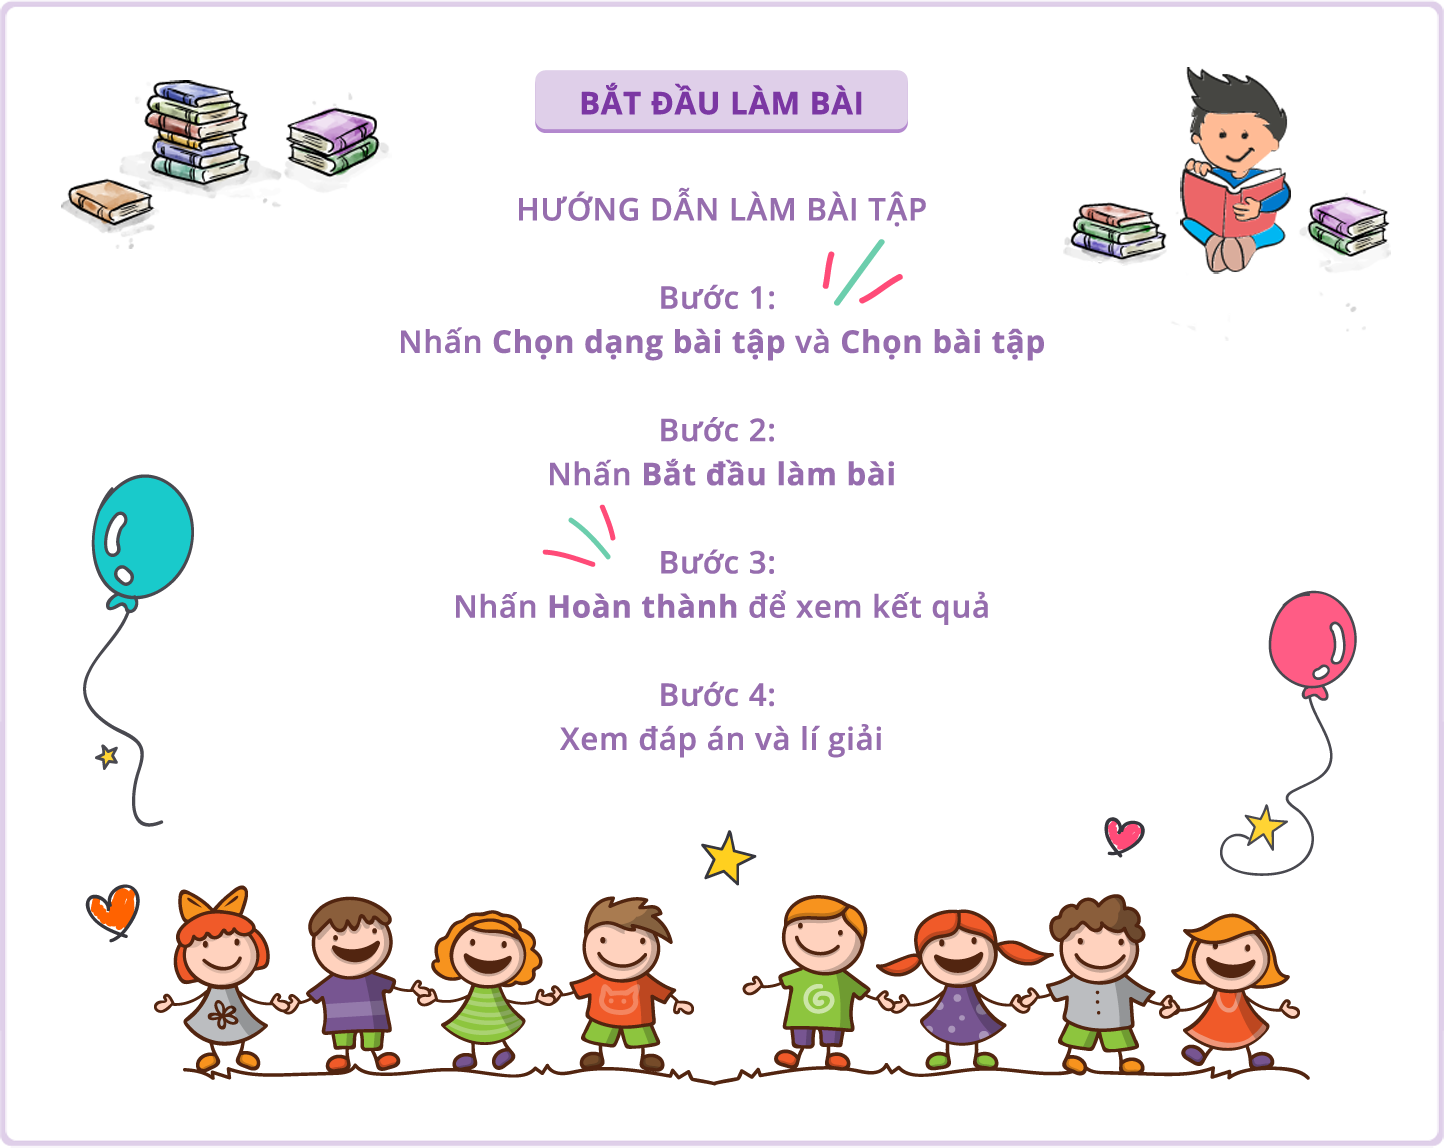 BẮT ĐẦU LÀM BÀI
HƯỚNG DẪN LÀM BÀI TẬP
Bước 1:
Nhấn Chọn dạng bài tập và Chọn bài tập
Bước 2:
Nhấn Bắt đầu làm bài
Bước 3:
Nhấn Hoàn thành để xem kết quả
Bước 4:
Xem đáp án và lí giải